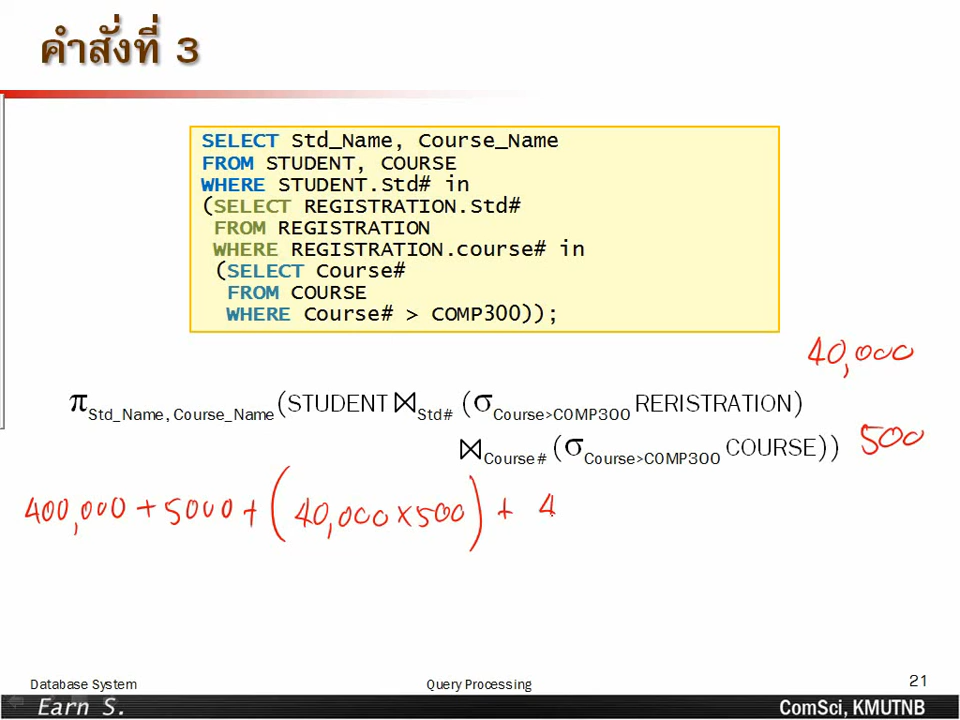 คำสั่งที่ 3
SELECT Std_Name, Course_Name
FROM STUDENT, COURSE
WHERE STUDENT.Std# in
(SELECT REGISTRATION.Std#
FROM REGISTRATION
WHERE REGISTRATION.course# in
(SELECT Course#
FROM COURSE
WHERE Course# > COMP300));
40,000
π Std_Name, Course_Name (STUDENT ⋈ Std# (σ Course>COMP300 RERISTRATION)
⋈ Course# (σ Course>COMP300 COURSE)) 500
400,000 + 5000 + (40,000 x 500) + 4
Database System Query Processing 21
Earn S. ComSci, KMUTNB